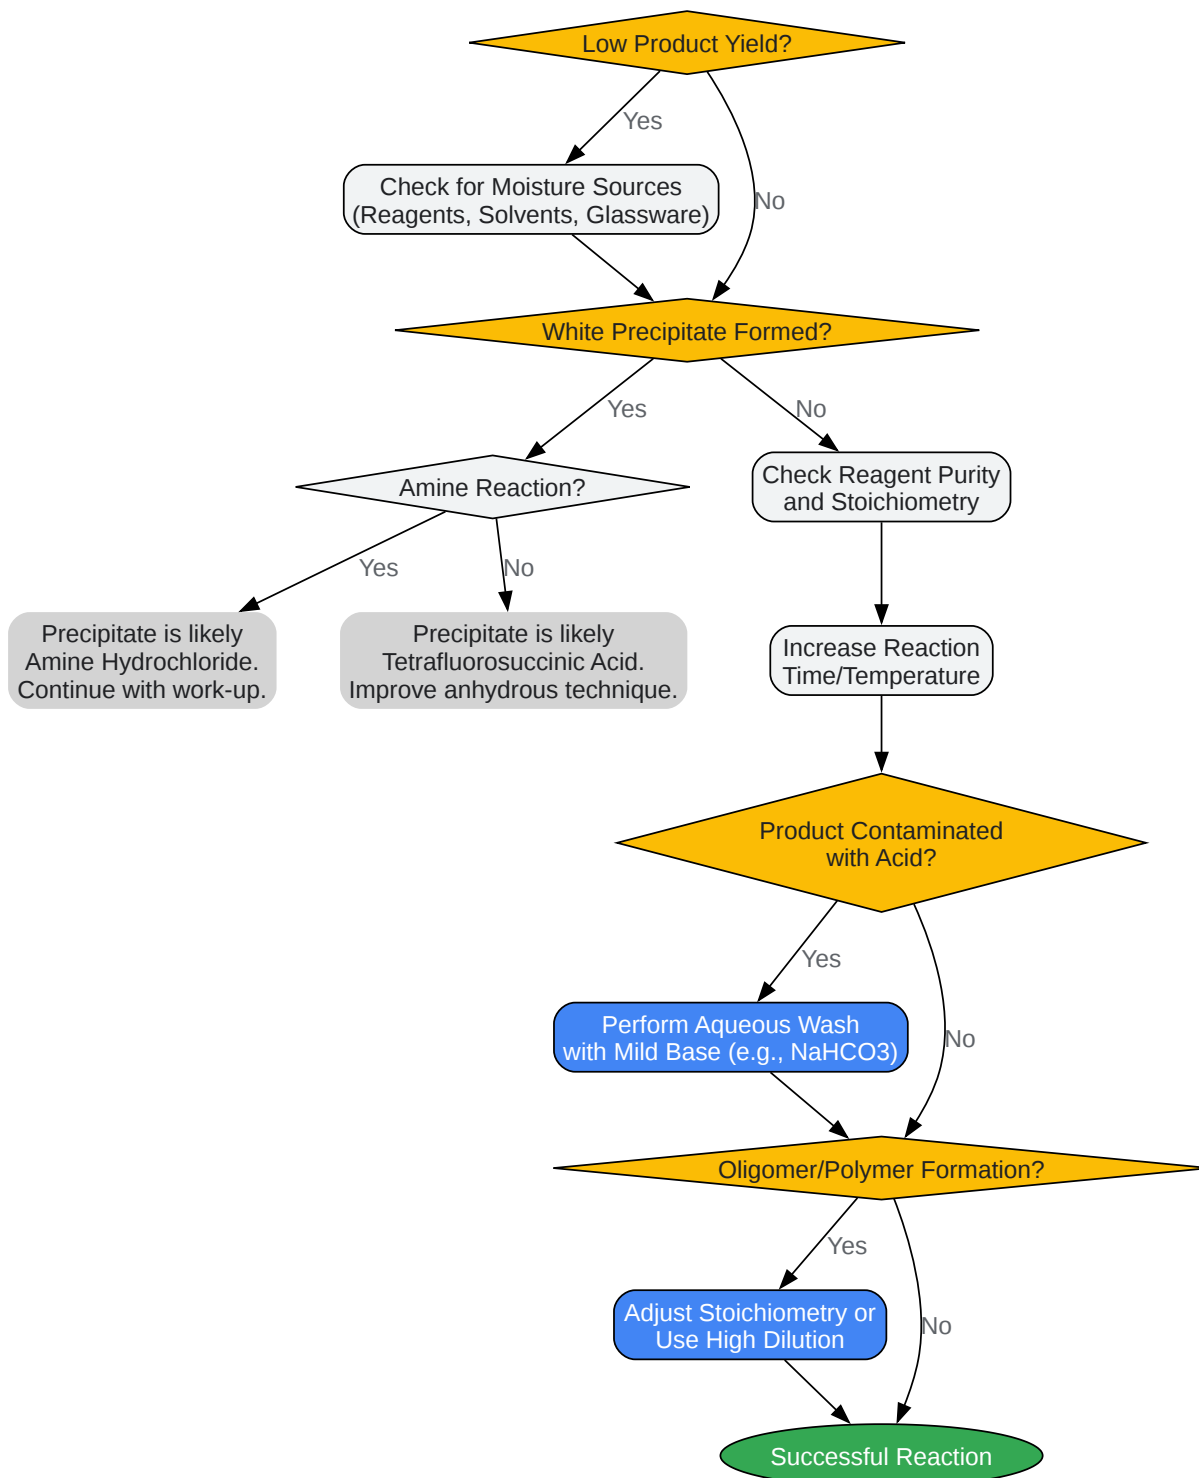 Low Product Yield?
Yes
Check for Moisture Sources
(Reagents, Solvents, Glassware)
No
White Precipitate Formed?
Yes
No
Amine Reaction?
Check Reagent Purity
and Stoichiometry
Yes
No
Precipitate is likely
Amine Hydrochloride.
Continue with work-up.
Precipitate is likely
Tetrafluorosuccinic Acid.
Improve anhydrous technique.
Increase Reaction
Time/Temperature
Product Contaminated
with Acid?
Yes
Perform Aqueous Wash
with Mild Base (e.g., NaHCO3)
No
Oligomer/Polymer Formation?
Yes
Adjust Stoichiometry or
Use High Dilution
No
Successful Reaction